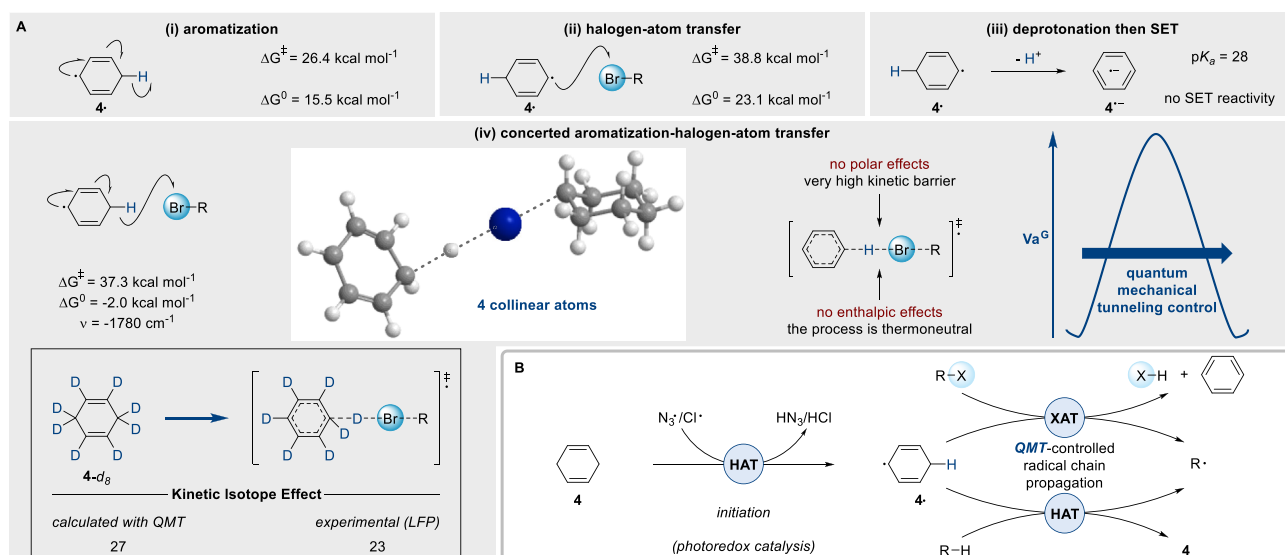 A
(i) aromatization
H
4·
ΔG‡ = 26.4 kcal mol-1
ΔG0 = 15.5 kcal mol-1
(ii) halogen-atom transfer
H
Br-R
4·
ΔG‡ = 38.8 kcal mol-1
ΔG0 = 23.1 kcal mol-1
(iii) deprotonation then SET
H
- H+
4·
4·−
pKa = 28
no SET reactivity
(iv) concerted aromatization-halogen-atom transfer
H
Br-R
ΔG‡ = 37.3 kcal mol-1
ΔG0 = -2.0 kcal mol-1
ν = -1780 cm-1
4 collinear atoms
no polar effects
very high kinetic barrier
H
Br
R
‡
·
no enthalpic effects
the process is thermoneutral
VaG
quantum
mechanical
tunneling control
D D
D D
D D
D D
4-d8
D D
D D Br R
D D
D
‡
·
Kinetic Isotope Effect
calculated with QMT
experimental (LFP)
27
23
B
4
N3·/Cl·
HN3/HCl
HAT
initiation
(photoredox catalysis)
R-X
X-H
+
XAT
H
4·
QMT-controlled
radical chain
propagation
R·
HAT
R-H
4